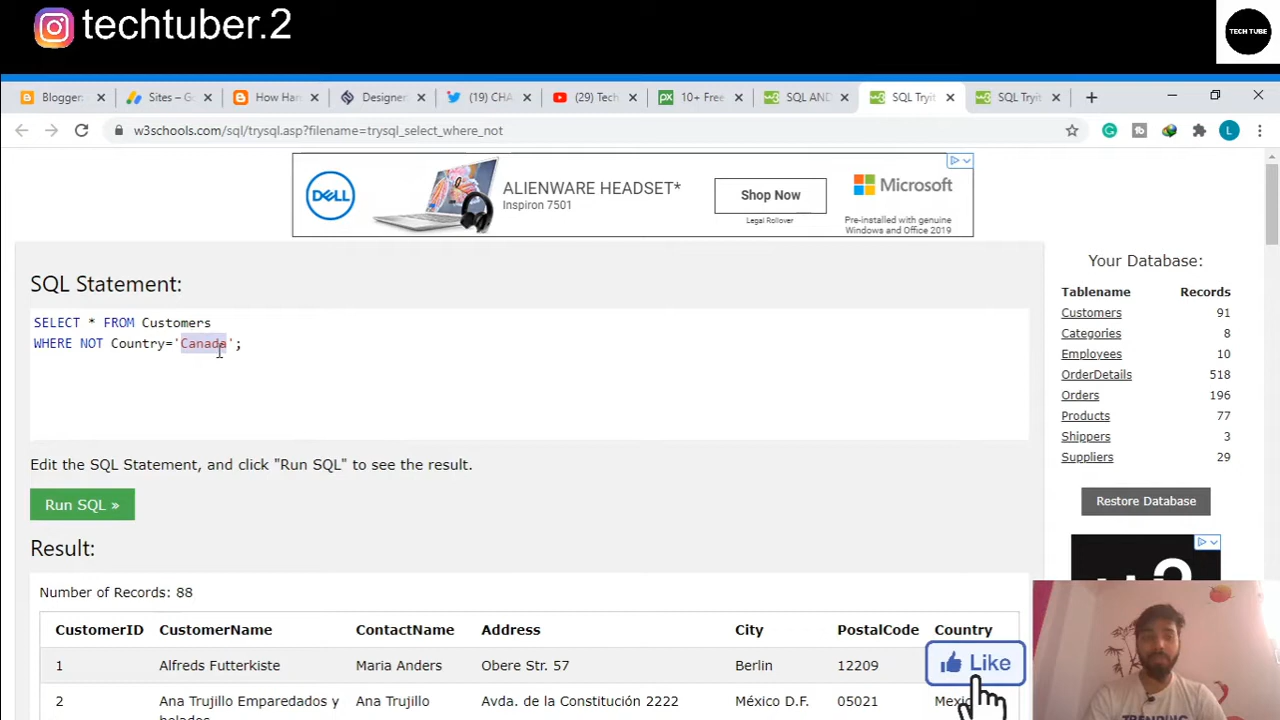 techtuber.2
TECH TUBE
Blogger:
Sites – Go
How Har
Designer
(19) CHA
(29) Tech
10+ Free
SQL AND
SQL Tryit
SQL Tryit
w3schools.com/sql/trysql.asp?filename=trysql_select_where_not
L
DELL
ALIENWARE HEADSET*
Inspiron 7501
Shop Now
Legal Rollover
Microsoft
Pre-installed with genuine
Windows and Office 2019
SQL Statement:
SELECT * FROM Customers
WHERE NOT Country='Canada';
Edit the SQL Statement, and click "Run SQL" to see the result.
Run SQL »
Result:
Number of Records: 88
CustomerID CustomerName ContactName Address City PostalCode Country
1 Alfreds Futterkiste Maria Anders Obere Str. 57 Berlin 12209
2 Ana Trujillo Emparedados y Ana Trujillo Avda. de la Constitución 2222 México D.F. 05021
Like
Your Database:
Tablename Records
Customers 91
Categories 8
Employees 10
OrderDetails 518
Orders 196
Products 77
Shippers 3
Suppliers 29
Restore Database
TRENDING